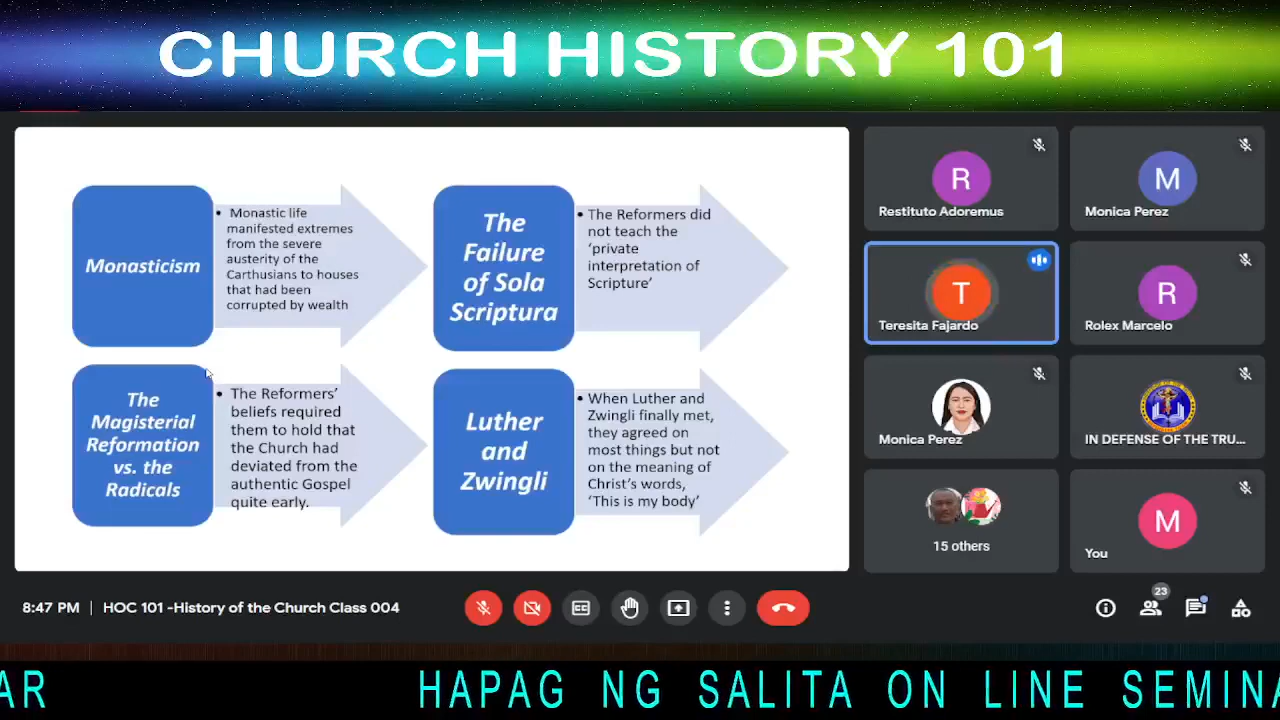 CHURCH HISTORY 101
Monasticism
• Monastic life
manifested extremes
from the severe
austerity of the
Carthusians to houses
that had been
corrupted by wealth
The
Failure
of Sola
Scriptura
• The Reformers did
not teach the
‘private
interpretation of
Scripture’
The
Magisterial
Reformation
vs. the
Radicals
• The Reformers’
beliefs required
them to hold that
the Church had
deviated from the
authentic Gospel
quite early.
Luther
and
Zwingli
• When Luther and
Zwingli finally met,
they agreed on
most things but not
on the meaning of
Christ’s words,
‘This is my body’
R
Restituto Adoremus
M
Monica Perez
T
Teresita Fajardo
R
Rolex Marcelo
Monica Perez
IN DEFENSE OF THE TRU...
15 others
M
You
8:47 PM | HOC 101 -History of the Church Class 004
CC
23
AR HAPAG NG SALITA ON LINE SEMINA